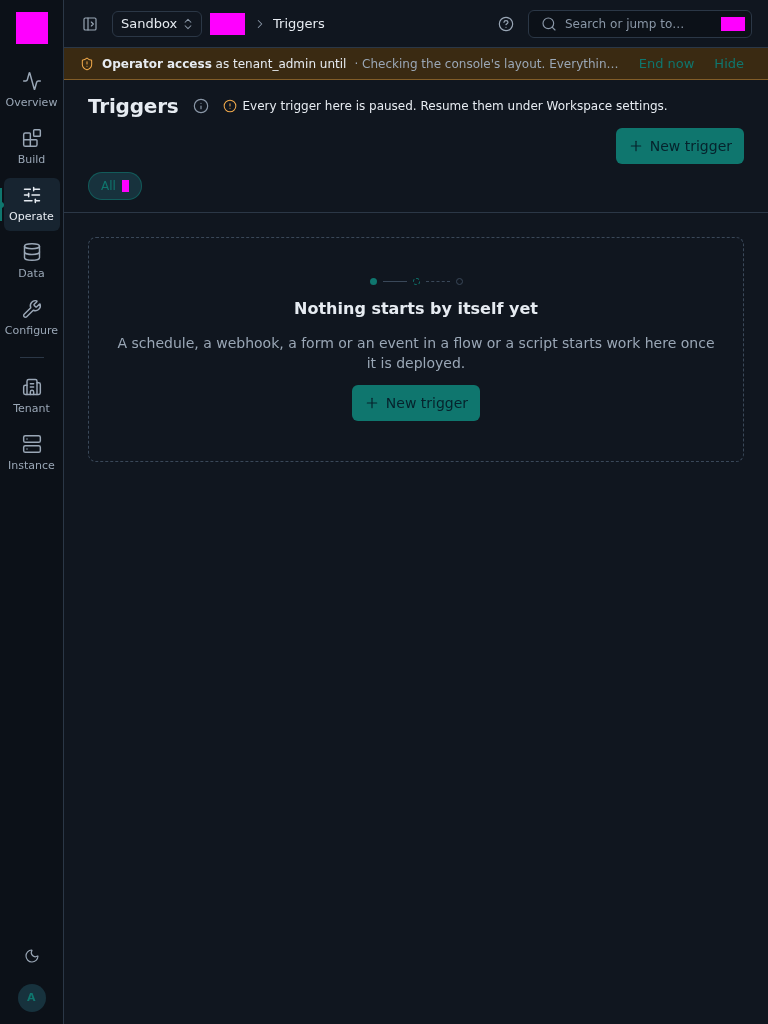 Sandbox
Triggers
Search or jump to…
Operator access as tenant_admin until · Checking the console's layout. Everythin…
End now
Hide
Overview
Build
Operate
Data
Configure
Tenant
Instance
A
Triggers
Every trigger here is paused. Resume them under Workspace settings.
New trigger
All
Nothing starts by itself yet
A schedule, a webhook, a form or an event in a flow or a script starts work here once
it is deployed.
New trigger